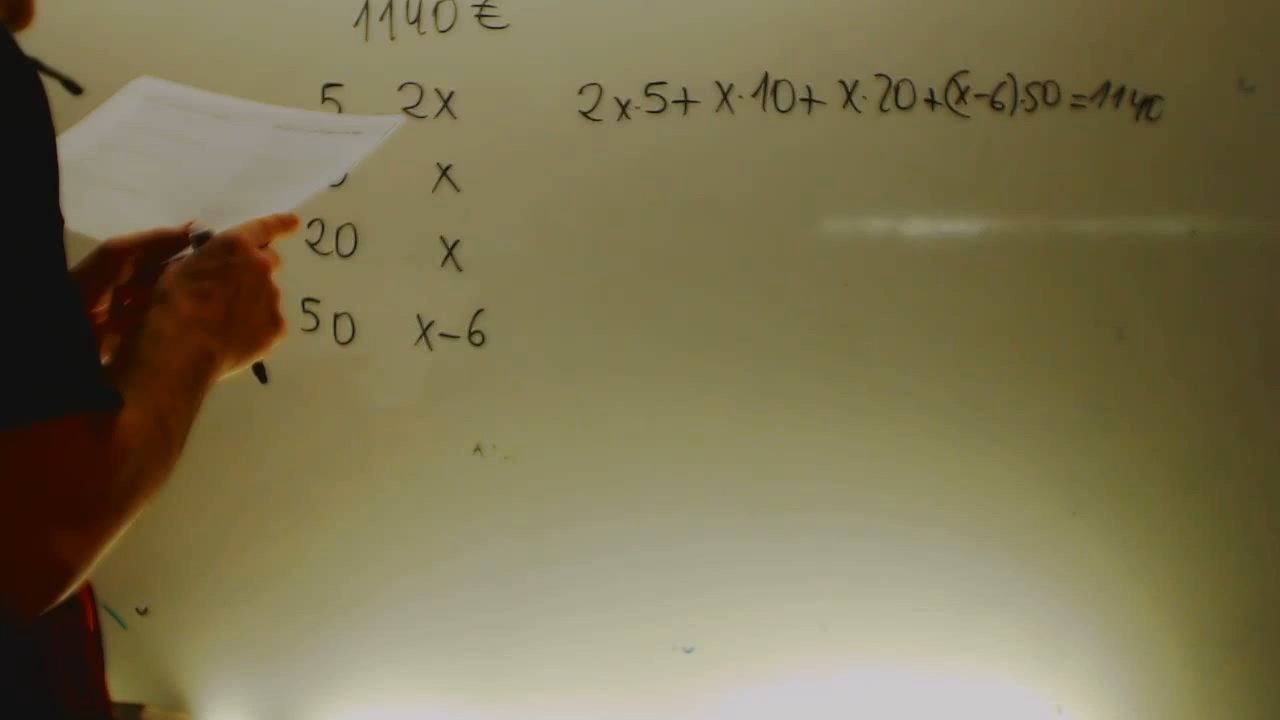 1140 €
5 2x 2x·5+ x·10+ x·20+(x-6)·50=1140
x
20 x
50 x-6